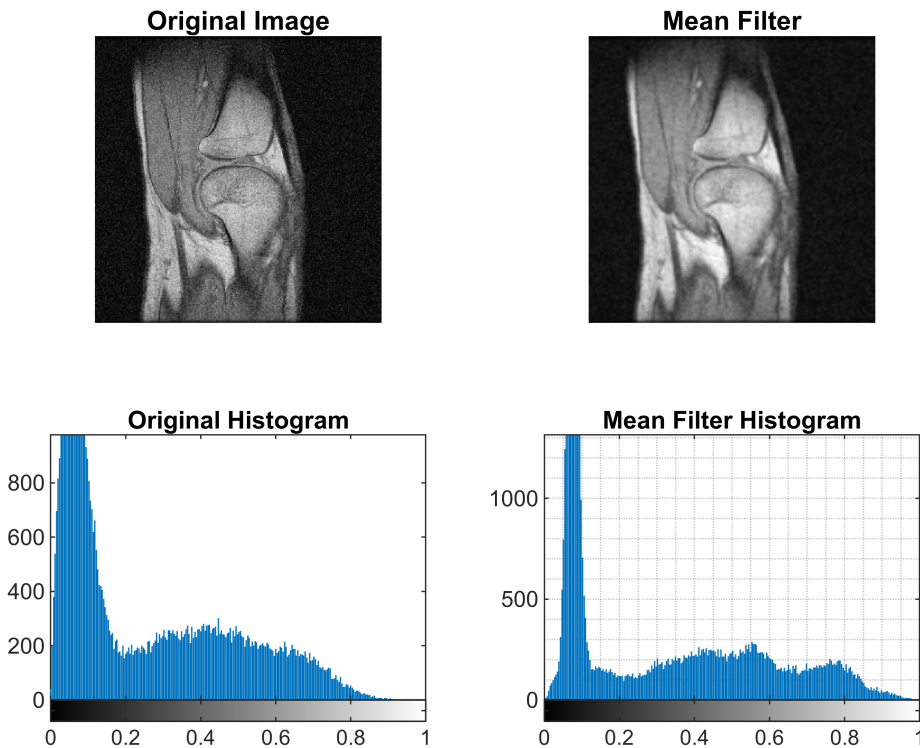 Original Image
Mean Filter
Original Histogram
800
600
400
200
0
0 0.2 0.4 0.6 0.8 1
Mean Filter Histogram
1000
500
0
0 0.2 0.4 0.6 0.8 1